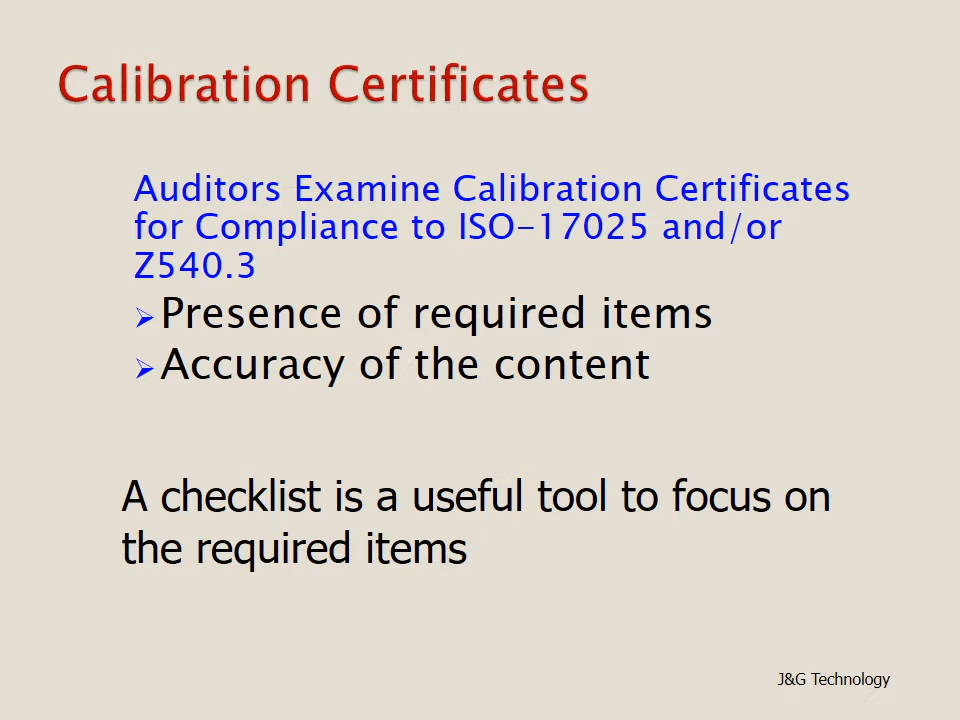 Calibration Certificates
Auditors Examine Calibration Certificates
for Compliance to ISO-17025 and/or
Z540.3
Presence of required items
Accuracy of the content
A checklist is a useful tool to focus on
the required items
J&G Technology